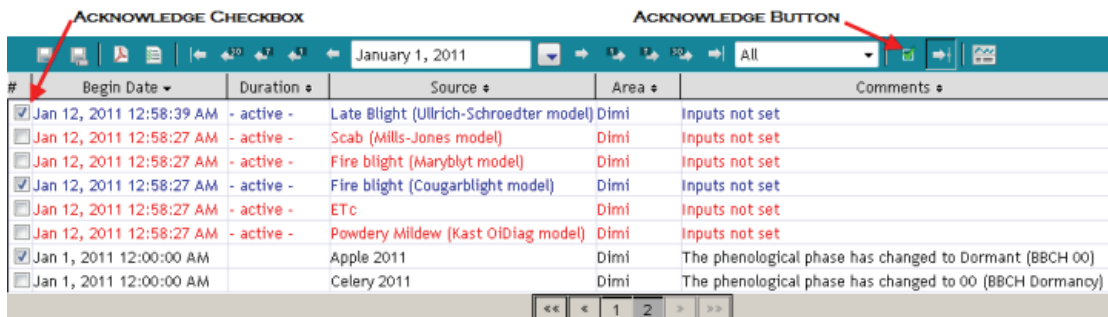 ACKNOWLEDGE CHECKBOX ACKNOWLEDGE BUTTON
January 1, 2011 All
# Begin Date Duration Source Area Comments
Jan 12, 2011 12:58:39 AM - active - Late Blight (Ullrich-Schroedter model) Dimi Inputs not set
Jan 12, 2011 12:58:27 AM - active - Scab (Mills-Jones model) Dimi Inputs not set
Jan 12, 2011 12:58:27 AM - active - Fire blight (Maryblyt model) Dimi Inputs not set
Jan 12, 2011 12:58:27 AM - active - Fire blight (Cougarblight model) Dimi Inputs not set
Jan 12, 2011 12:58:27 AM - active - ETc Dimi Inputs not set
Jan 12, 2011 12:58:27 AM - active - Powdery Mildew (Kast OiDiag model) Dimi Inputs not set
Jan 1, 2011 12:00:00 AM Apple 2011 Dimi The phenological phase has changed to Dormant (BBCH 00)
Jan 1, 2011 12:00:00 AM Celery 2011 Dimi The phenological phase has changed to 00 (BBCH Dormancy)
<< < 1 2 > >>